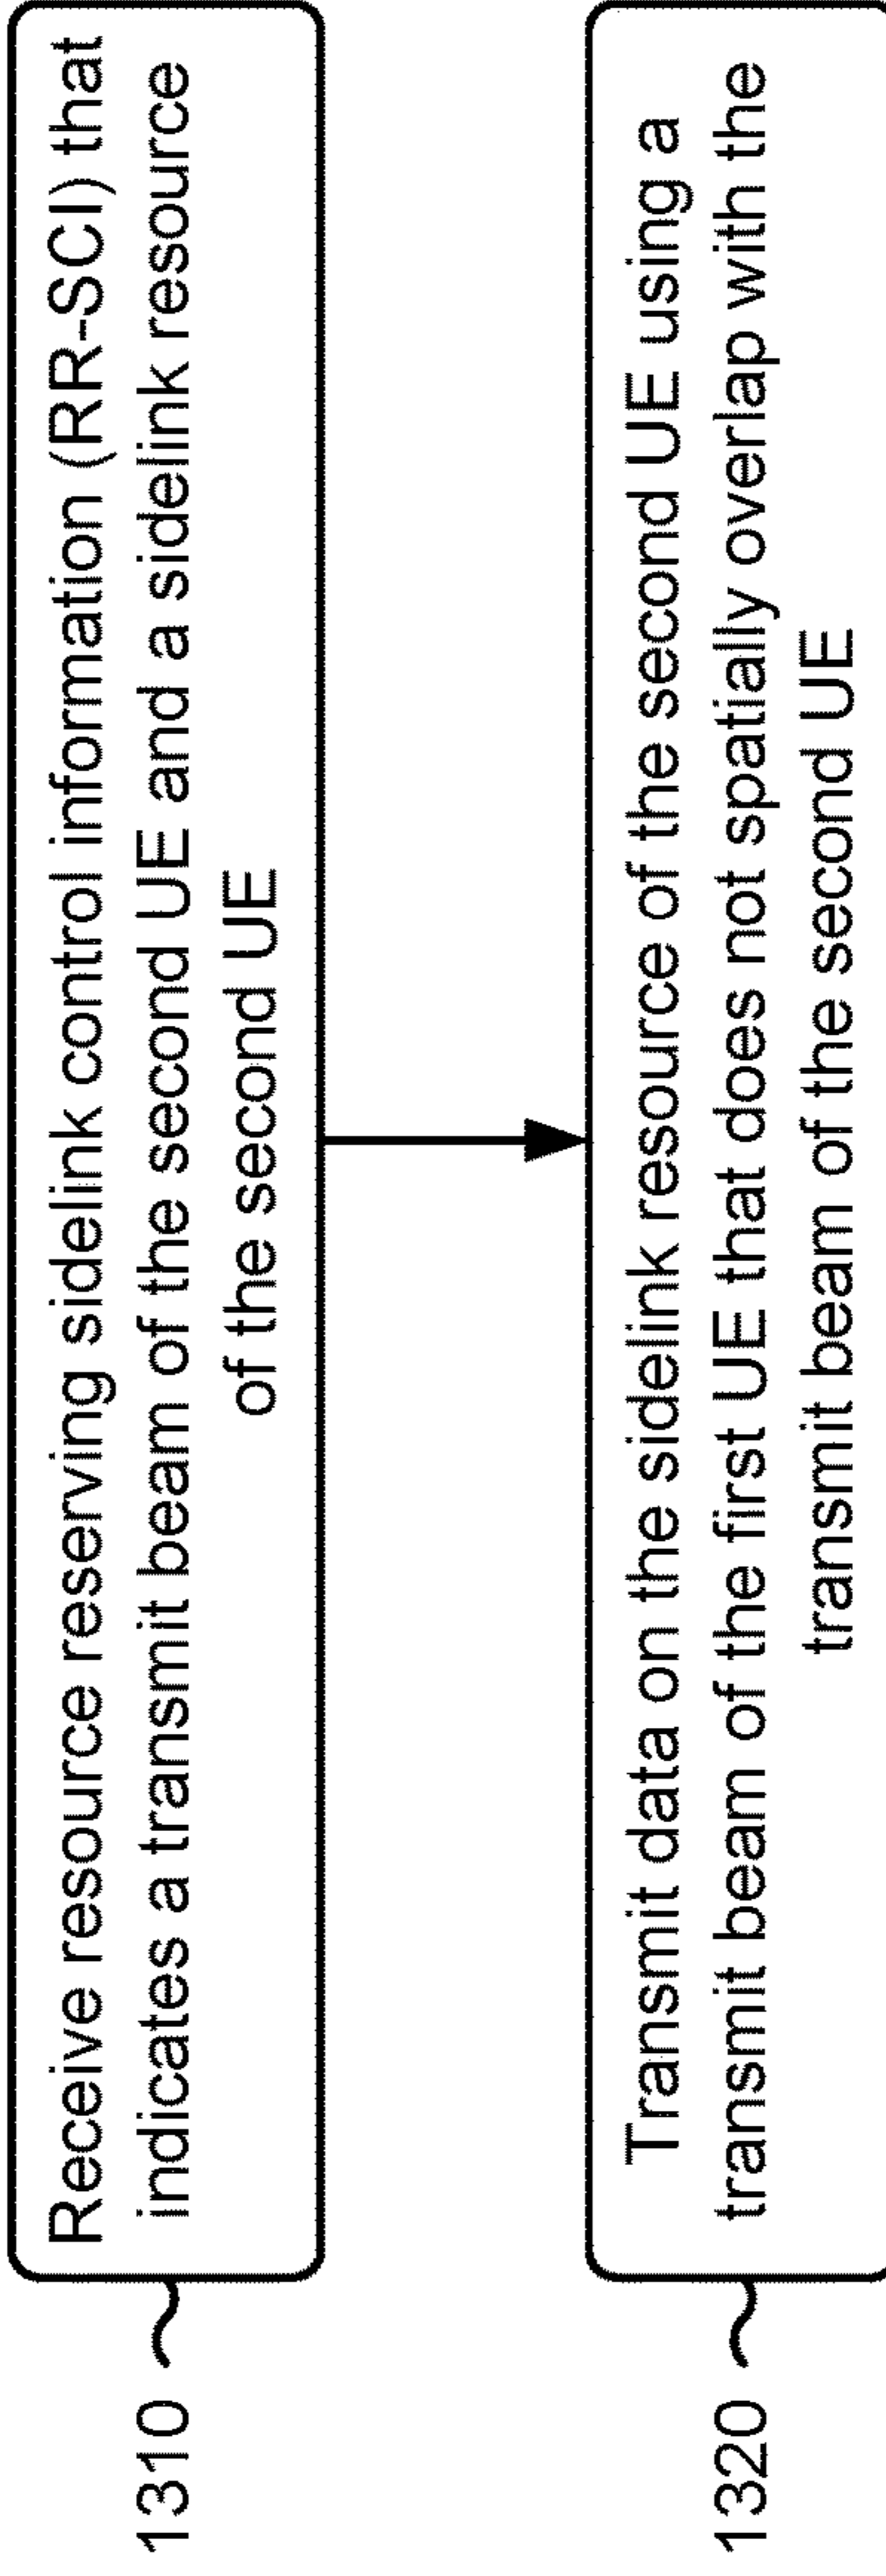 1310
Receive resource reserving sidelink control information (RR-SCI) that
indicates a transmit beam of the second UE and a sidelink resource
of the second UE
1320
Transmit data on the sidelink resource of the second UE using a
transmit beam of the first UE that does not spatially overlap with the
transmit beam of the second UE